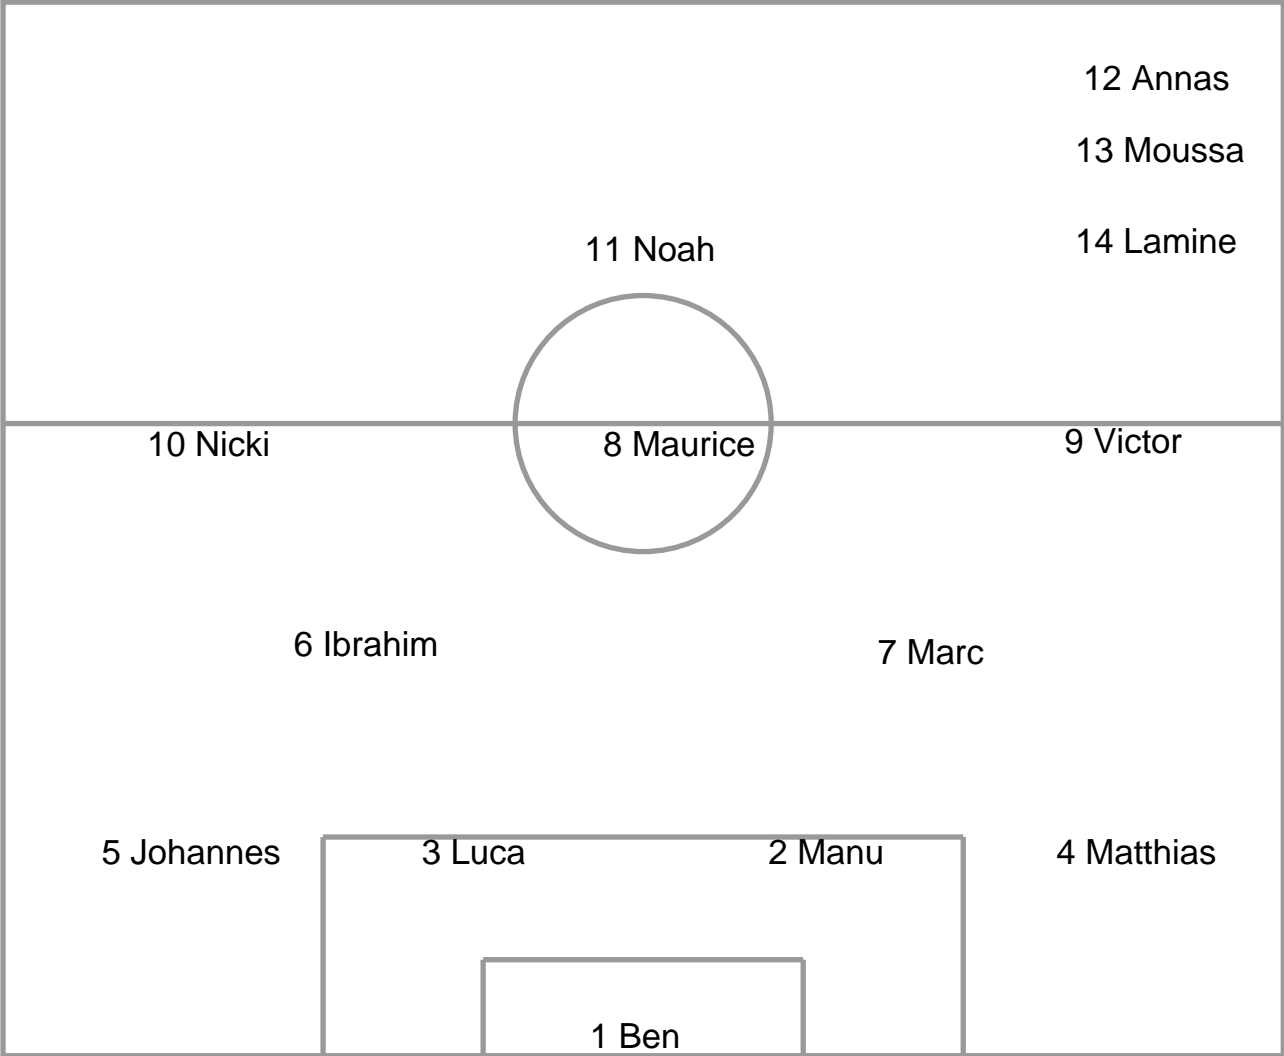 12 Annas
13 Moussa
14 Lamine
11 Noah
10 Nicki
8 Maurice
9 Victor
6 Ibrahim
7 Marc
5 Johannes
3 Luca
2 Manu
4 Matthias
1 Ben